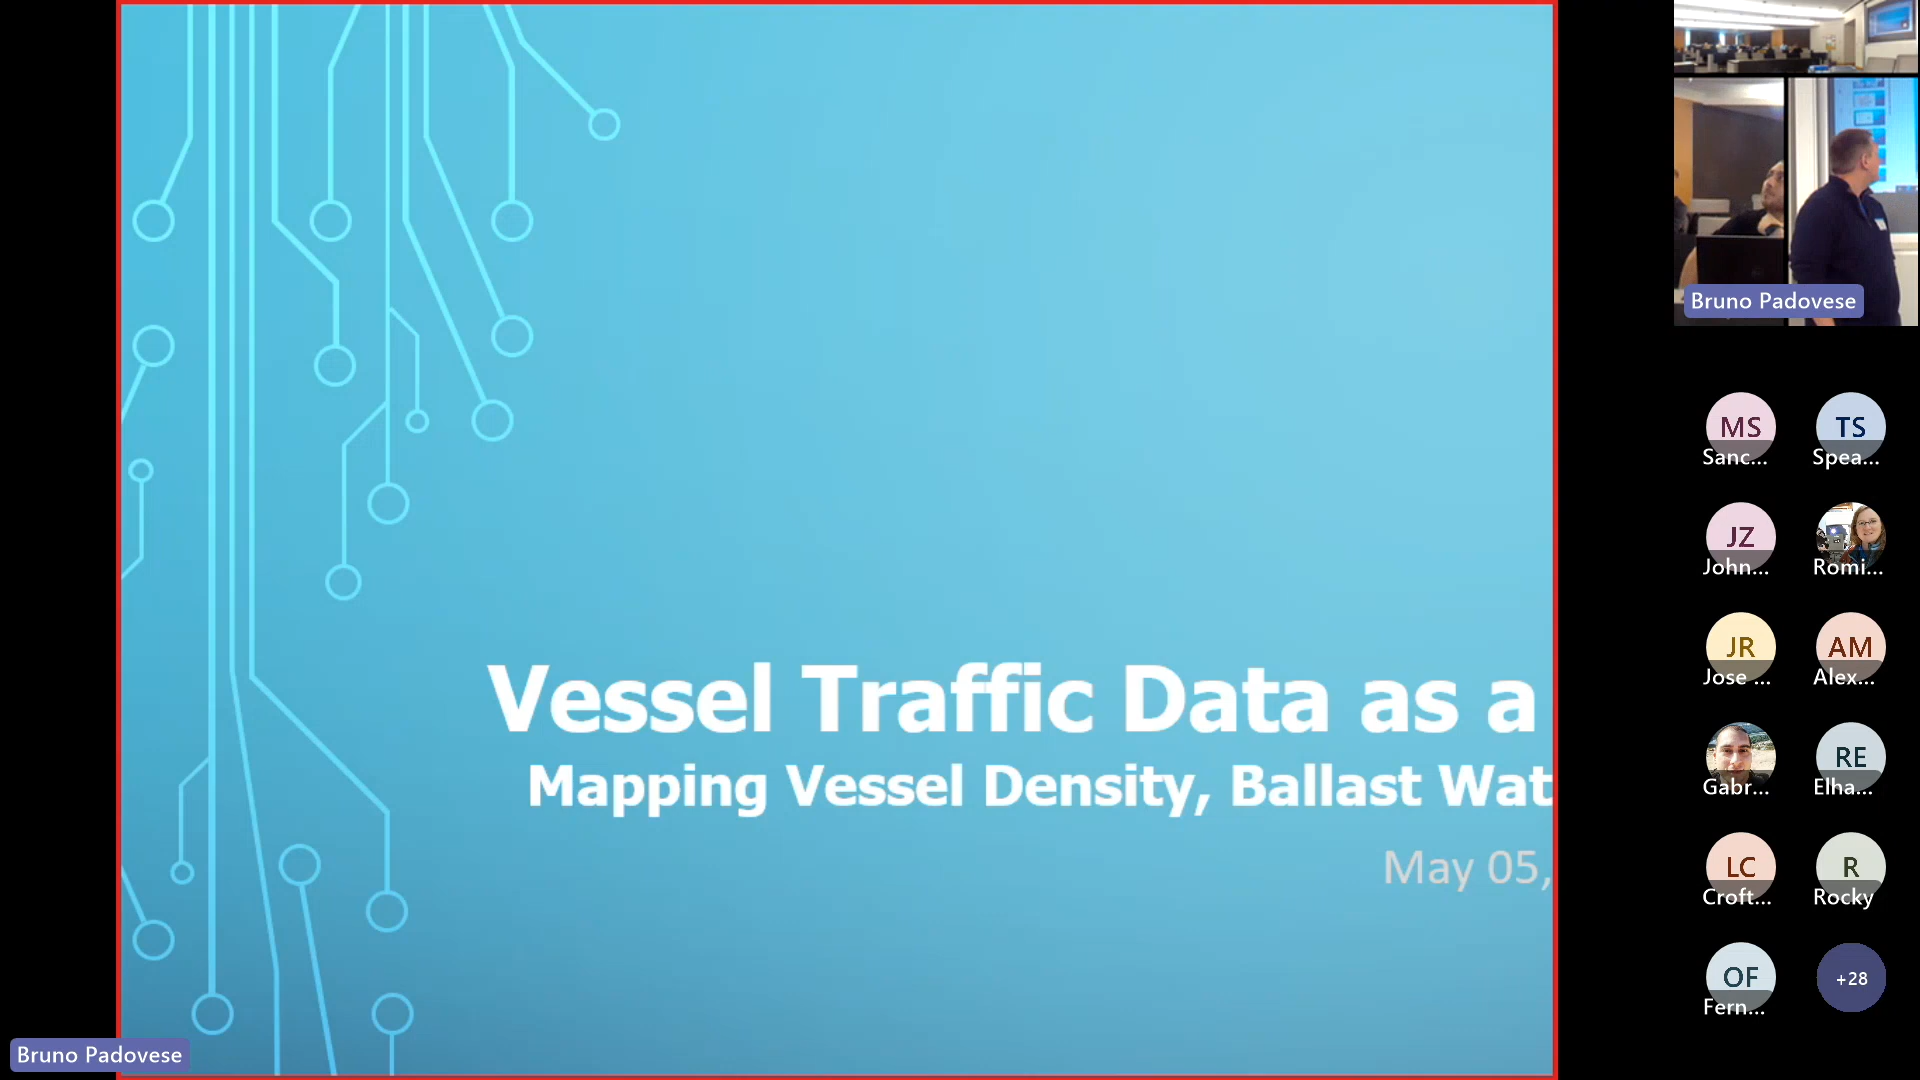 Vessel Traffic Data as a
Mapping Vessel Density, Ballast Wat
May 05,
Bruno Padovese
Bruno Padovese
MS
Sanc...
TS
Spea...
JZ
John...
Romi...
JR
Jose ...
AM
Alex...
Gabr...
RE
Elha...
LC
Croft...
R
Rocky
OF
Fern...
+28